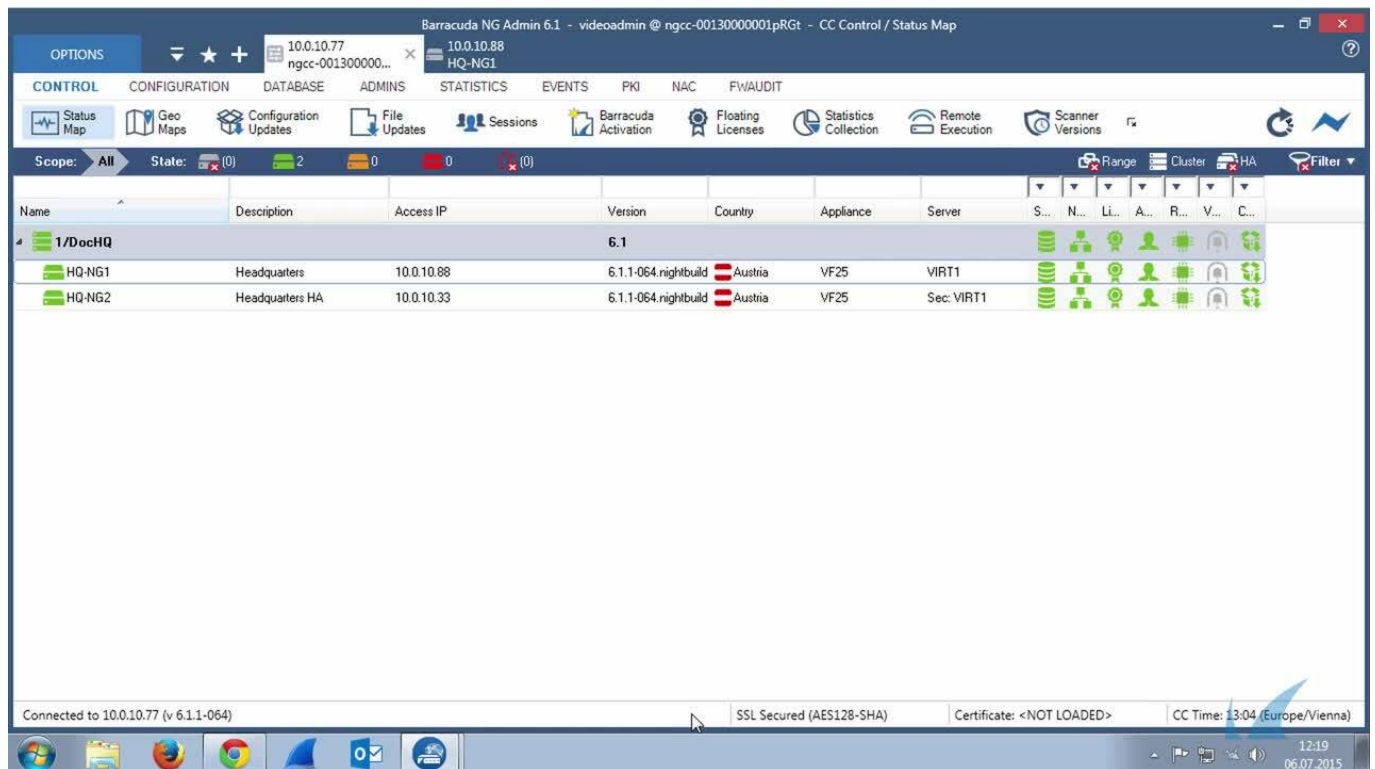 Barracuda NG Admin 6.1 - videoadmin @ ngcc-00130000001pRGt - CC Control / Status Map
OPTIONS
10.0.10.77
ngcc-001300000...
10.0.10.88
HQ-NG1
CONTROL CONFIGURATION DATABASE ADMINS STATISTICS EVENTS PKI NAC FWAUDIT
Status Map
Geo Maps
Configuration Updates
File Updates
Sessions
Barracuda Activation
Floating Licenses
Statistics Collection
Remote Execution
Scanner Versions
Scope: All State: (0) 2 0 0 (0) Range Cluster HA Filter
Name Description Access IP Version Country Appliance Server S... N... Li... A... R... V... C...
1/DocHQ 6.1
HQ-NG1 Headquarters 10.0.10.88 6.1.1-064.nightbuild Austria VF25 VIRT1
HQ-NG2 Headquarters HA 10.0.10.33 6.1.1-064.nightbuild Austria VF25 Sec: VIRT1
Connected to 10.0.10.77 (v 6.1.1-064) SSL Secured (AES128-SHA) Certificate: <NOT LOADED> CC Time: 13:04 (Europe/Vienna)
12:19
06.07.2015